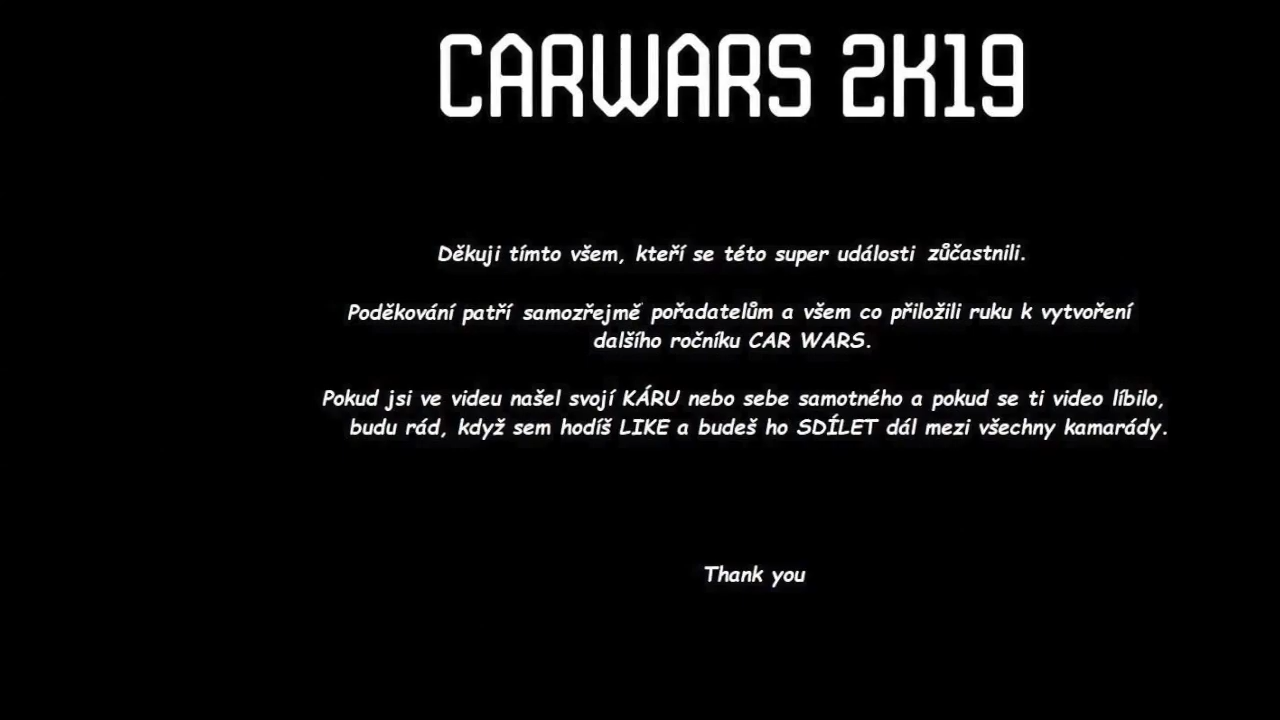 CARWARS 2K19
Děkuji tímto všem, kteří se této super události zůčastnili.
Poděkování patří samozřejmě pořadatelům a všem co přiložili ruku k vytvoření
dalšího ročníku CAR WARS.
Pokud jsi ve videu našel svojí KÁRU nebo sebe samotného a pokud se ti video líbilo,
budu rád, když sem hodíš LIKE a budeš ho SDÍLET dál mezi všechny kamarády.
Thank you